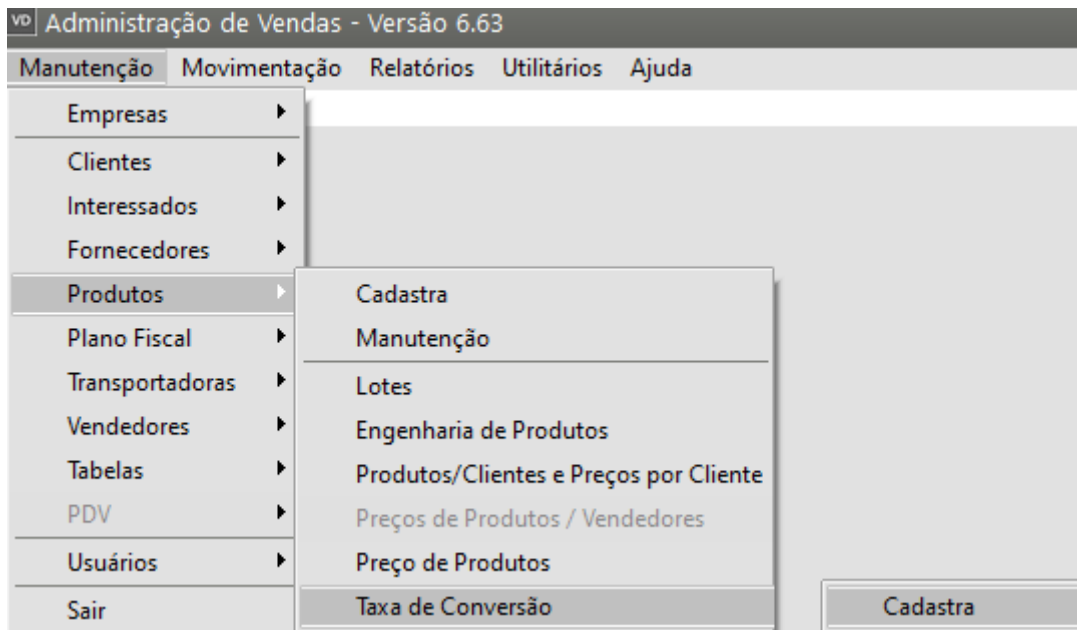 VD Administração de Vendas - Versão 6.63
Manutenção Movimentação Relatórios Utilitários Ajuda
Empresas
Clientes
Interessados
Fornecedores
Produtos
Plano Fiscal
Transportadoras
Vendedores
Tabelas
PDV
Usuários
Sair
Cadastra
Manutenção
Lotes
Engenharia de Produtos
Produtos/Clientes e Preços por Cliente
Preços de Produtos / Vendedores
Preço de Produtos
Taxa de Conversão
Cadastra